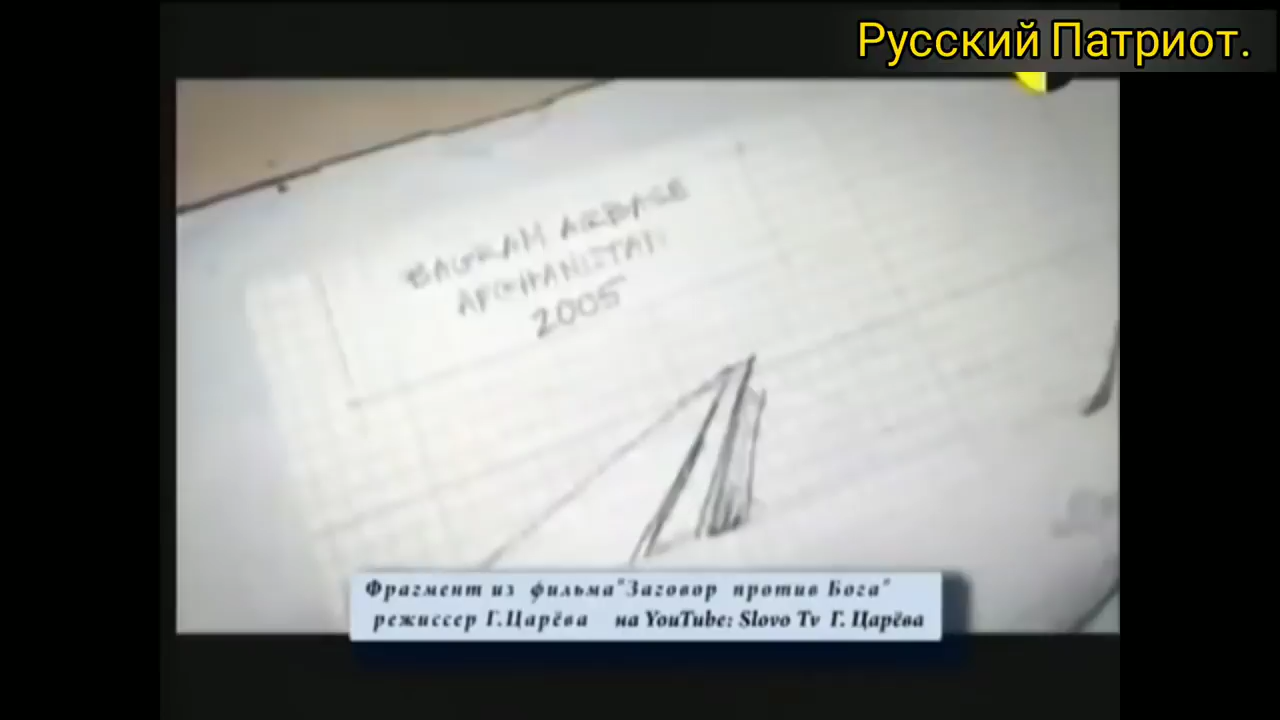 Русский Патриот.
BAGRAM AIRBASE
AFGHANISTAN
2005
Фрагмент из фильма "Заговор против Бога"
режиссер Г.Царёва на YouTube: Slovo Tv Г. Царёва